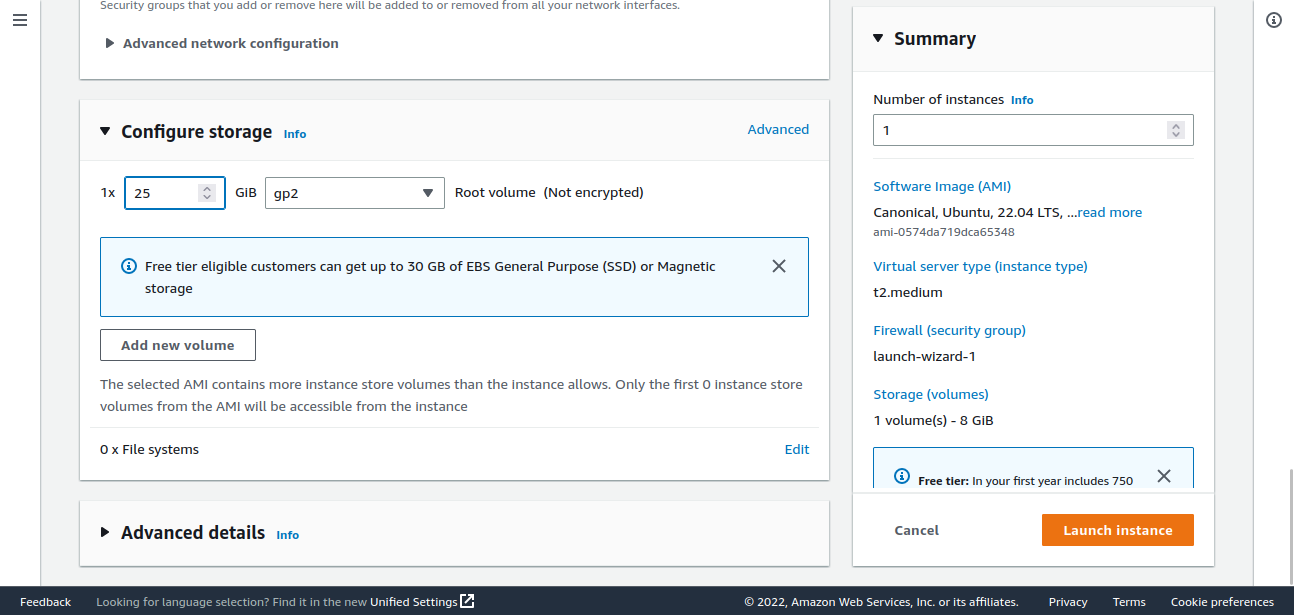 Security groups that you add or remove here will be added to or removed from all your network interfaces.
Advanced network configuration
Configure storage Info
Advanced
1x 25 GiB gp2 Root volume (Not encrypted)
Free tier eligible customers can get up to 30 GB of EBS General Purpose (SSD) or Magnetic
storage
Add new volume
The selected AMI contains more instance store volumes than the instance allows. Only the first 0 instance store
volumes from the AMI will be accessible from the instance
0 x File systems
Edit
Advanced details Info
Summary
Number of instances Info
1
Software Image (AMI)
Canonical, Ubuntu, 22.04 LTS, ...read more
ami-0574da719dca65348
Virtual server type (instance type)
t2.medium
Firewall (security group)
launch-wizard-1
Storage (volumes)
1 volume(s) - 8 GiB
Free tier: In your first year includes 750
Cancel
Launch instance
Feedback
Looking for language selection? Find it in the new Unified Settings
© 2022, Amazon Web Services, Inc. or its affiliates.
Privacy
Terms
Cookie preferences